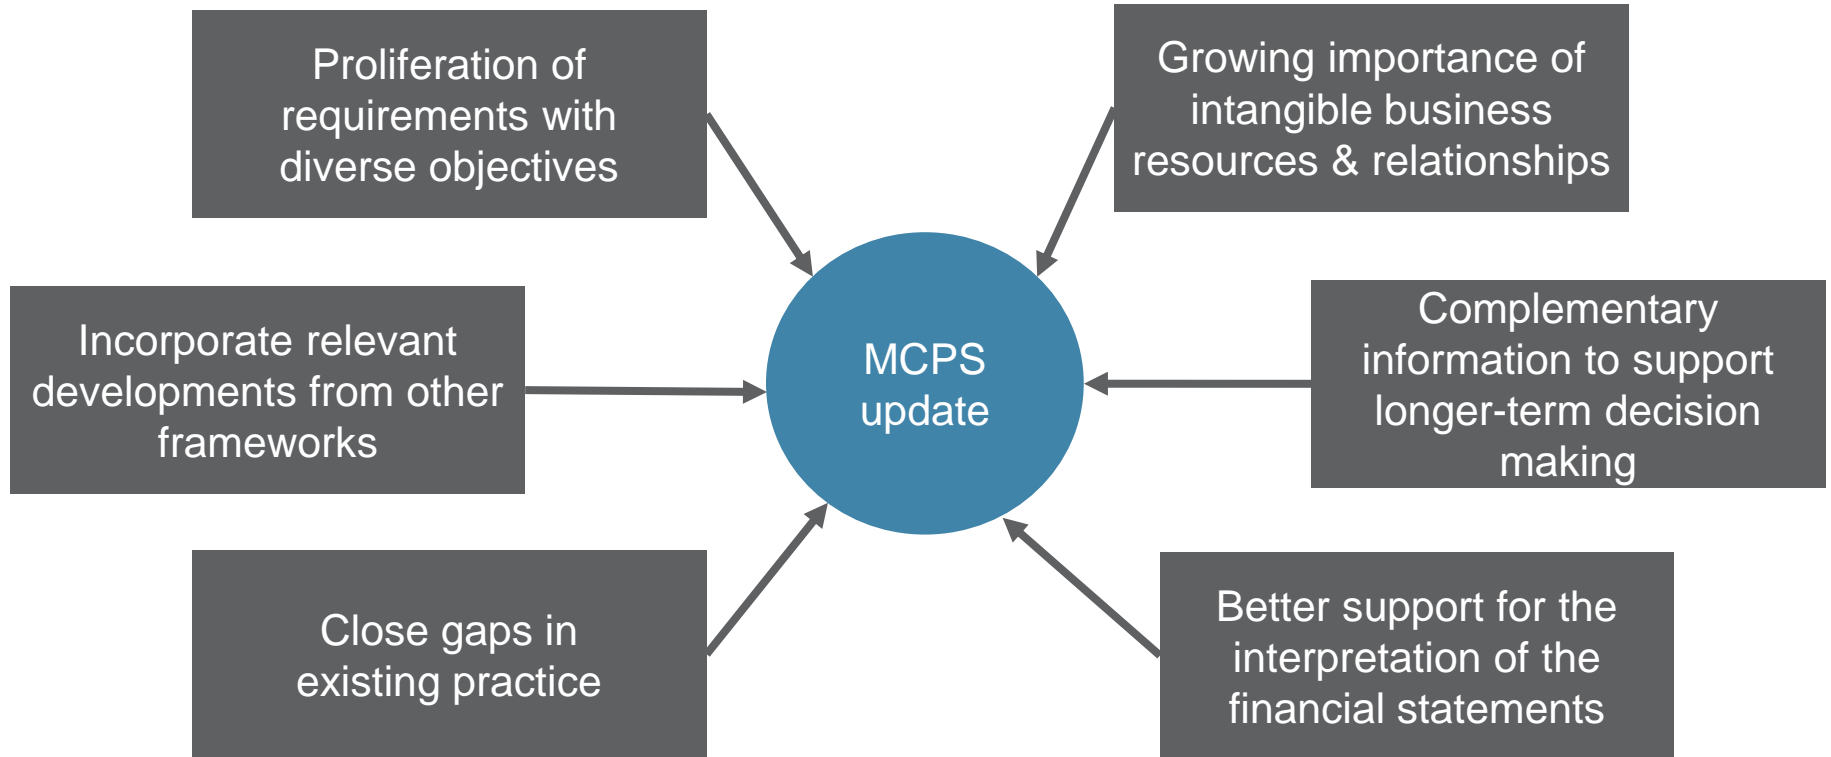 Proliferation of
requirements with
diverse objectives
Growing importance of
intangible business
resources & relationships
Incorporate relevant
developments from other
frameworks
MCPS
update
Complementary
information to support
longer-term decision
making
Close gaps in
existing practice
Better support for the
interpretation of the
financial statements